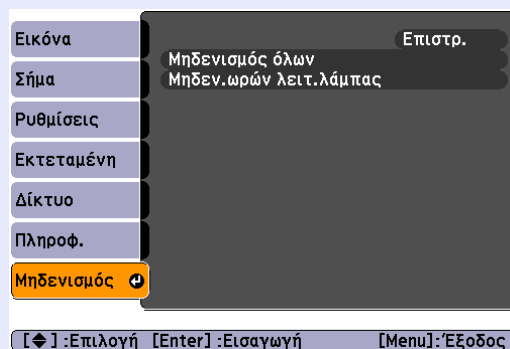 Εικόνα
Σήμα
Ρυθμίσεις
Εκτεταμένη
Δίκτυο
Πληροφ.
Μηδενισμός
Επιστρ.
Μηδενισμός όλων
Μηδεν.ωρών λειτ.λάμπας
[◆] :Επιλογή [Enter] :Εισαγωγή [Menu]:Έξοδος